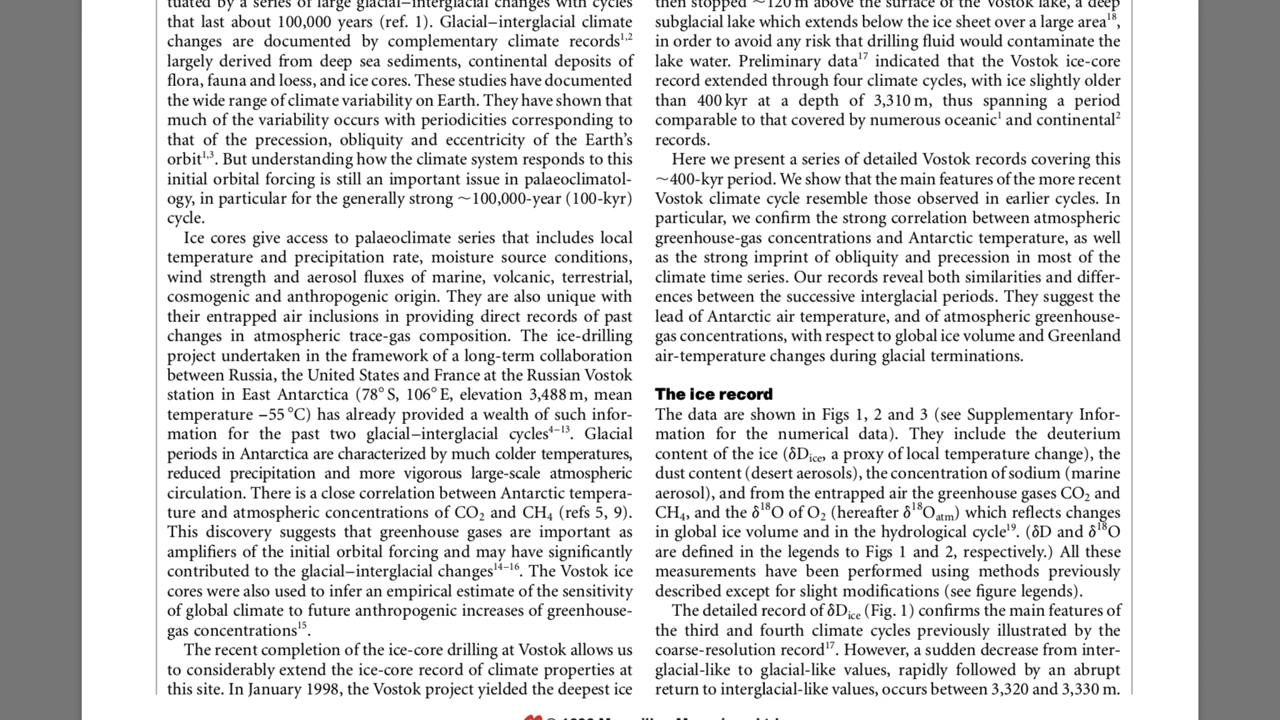 tuated by a series of large glacial–interglacial changes with cycles
that last about 100,000 years (ref. 1). Glacial–interglacial climate
changes are documented by complementary climate records1,2
largely derived from deep sea sediments, continental deposits of
flora, fauna and loess, and ice cores. These studies have documented
the wide range of climate variability on Earth. They have shown that
much of the variability occurs with periodicities corresponding to
that of the precession, obliquity and eccentricity of the Earth's
orbit1,3. But understanding how the climate system responds to this
initial orbital forcing is still an important issue in palaeoclimatol-
ogy, in particular for the generally strong ~100,000-year (100-kyr)
cycle.
Ice cores give access to palaeoclimate series that includes local
temperature and precipitation rate, moisture source conditions,
wind strength and aerosol fluxes of marine, volcanic, terrestrial,
cosmogenic and anthropogenic origin. They are also unique with
their entrapped air inclusions in providing direct records of past
changes in atmospheric trace-gas composition. The ice-drilling
project undertaken in the framework of a long-term collaboration
between Russia, the United States and France at the Russian Vostok
station in East Antarctica (78° S, 106° E, elevation 3,488 m, mean
temperature −55 °C) has already provided a wealth of such infor-
mation for the past two glacial–interglacial cycles4–13. Glacial
periods in Antarctica are characterized by much colder temperatures,
reduced precipitation and more vigorous large-scale atmospheric
circulation. There is a close correlation between Antarctic tempera-
ture and atmospheric concentrations of CO2 and CH4 (refs 5, 9).
This discovery suggests that greenhouse gases are important as
amplifiers of the initial orbital forcing and may have significantly
contributed to the glacial–interglacial changes14–16. The Vostok ice
cores were also used to infer an empirical estimate of the sensitivity
of global climate to future anthropogenic increases of greenhouse-
gas concentrations15.
The recent completion of the ice-core drilling at Vostok allows us
to considerably extend the ice-core record of climate properties at
this site. In January 1998, the Vostok project yielded the deepest ice
then stopped ~120 m above the surface of the Vostok lake, a deep
subglacial lake which extends below the ice sheet over a large area18,
in order to avoid any risk that drilling fluid would contaminate the
lake water. Preliminary data17 indicated that the Vostok ice-core
record extended through four climate cycles, with ice slightly older
than 400 kyr at a depth of 3,310 m, thus spanning a period
comparable to that covered by numerous oceanic1 and continental2
records.
Here we present a series of detailed Vostok records covering this
~400-kyr period. We show that the main features of the more recent
Vostok climate cycle resemble those observed in earlier cycles. In
particular, we confirm the strong correlation between atmospheric
greenhouse-gas concentrations and Antarctic temperature, as well
as the strong imprint of obliquity and precession in most of the
climate time series. Our records reveal both similarities and differ-
ences between the successive interglacial periods. They suggest the
lead of Antarctic air temperature, and of atmospheric greenhouse-
gas concentrations, with respect to global ice volume and Greenland
air-temperature changes during glacial terminations.
The ice record
The data are shown in Figs 1, 2 and 3 (see Supplementary Infor-
mation for the numerical data). They include the deuterium
content of the ice (δDice, a proxy of local temperature change), the
dust content (desert aerosols), the concentration of sodium (marine
aerosol), and from the entrapped air the greenhouse gases CO2 and
CH4, and the δ18O of O2 (hereafter δ18Oatm) which reflects changes
in global ice volume and in the hydrological cycle19. (δD and δ18O
are defined in the legends to Figs 1 and 2, respectively.) All these
measurements have been performed using methods previously
described except for slight modifications (see figure legends).
The detailed record of δDice (Fig. 1) confirms the main features of
the third and fourth climate cycles previously illustrated by the
coarse-resolution record17. However, a sudden decrease from inter-
glacial-like to glacial-like values, rapidly followed by an abrupt
return to interglacial-like values, occurs between 3,320 and 3,330 m.